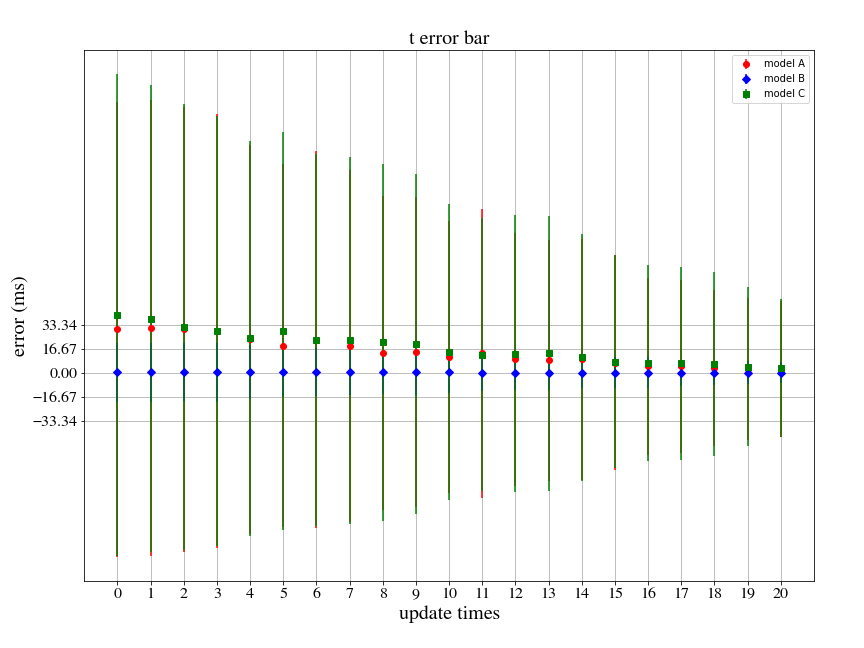 t error bar
model A
model B
model C
error (ms)
33.34
16.67
0.00
−16.67
−33.34
0 1 2 3 4 5 6 7 8 9 10 11 12 13 14 15 16 17 18 19 20
update times